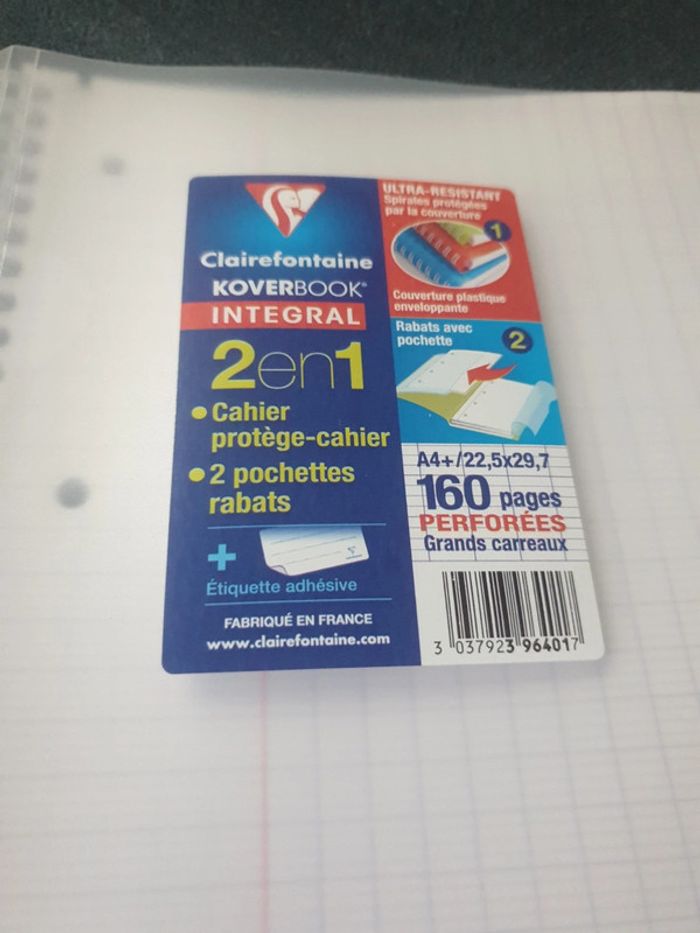 Clairefontaine
KOVERBOOK®
INTEGRAL
2en1
Cahier
protège-cahier
2 pochettes
rabats
+
Étiquette adhésive
FABRIQUÉ EN FRANCE
www.clairefontaine.com
ULTRA-RESISTANT
Spirales protégées
par la couverture
1
Couverture plastique
enveloppante
Rabats avec
pochette
2
A4+/22,5x29,7
160 pages
PERFORÉES
Grands carreaux
3 037923 964017